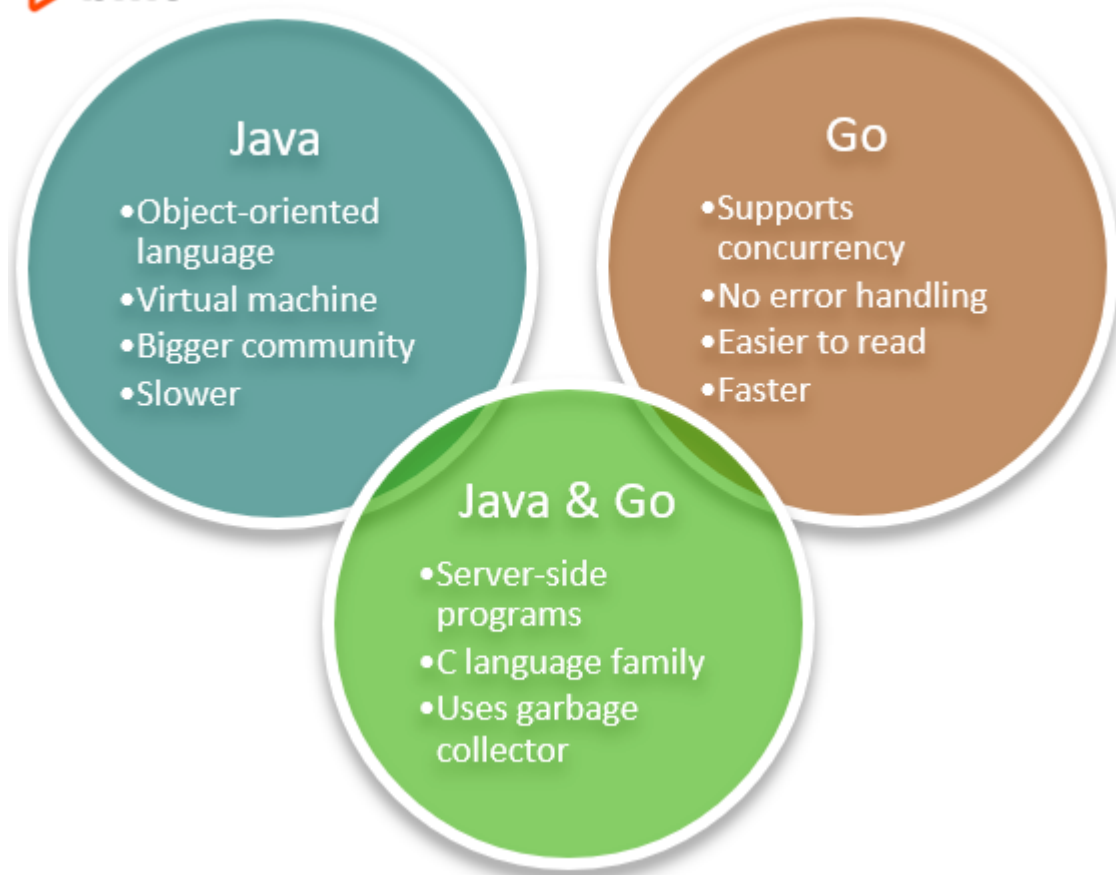 Java
•Object-oriented
language
•Virtual machine
•Bigger community
•Slower
Go
•Supports
concurrency
•No error handling
•Easier to read
•Faster
Java & Go
•Server-side
programs
•C language family
•Uses garbage
collector